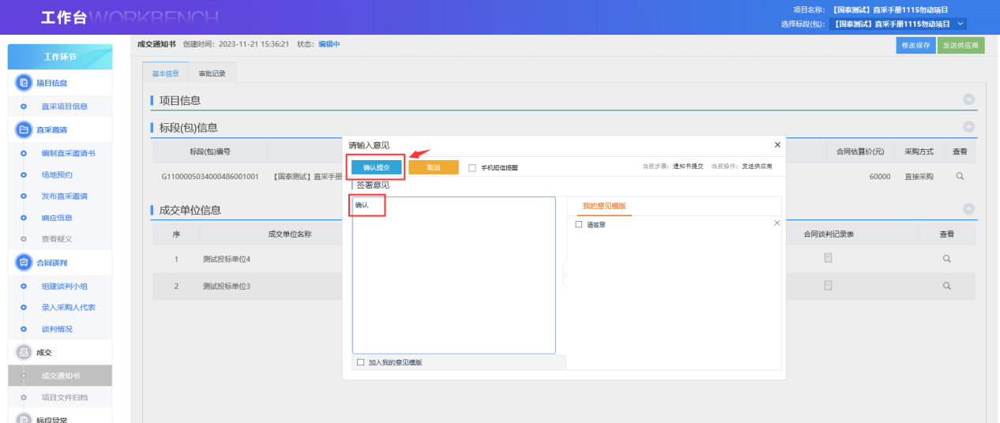 工作台WORKBENCH
项目名称: 【国泰测试】直采手册1115勿动项目
选择标段(包): 【国泰测试】直采手册1115勿动项目
成交通知书 创建时间: 2023-11-21 15:36:21 状态: 编辑中
修改保存 发送供应商
工作环节
项目信息
直采项目信息
直采邀请
编制直采邀请书
场地预约
发布直采邀请
响应信息
查看疑义
合同谈判
组建谈判小组
录入采购人代表
谈判情况
成交
成交通知书
项目文件归档
标段异常
基本信息 审批记录
项目信息
标段(包)信息
标段(包)编号 合同估算价(元) 采购方式 查看
G1100005034000486001001 【国泰测试】直采手册 60000 直接采购
成交单位信息
序 成交单位名称 合同谈判记录表 查看
1 测试投标单位4
2 测试投标单位3
请输入意见
确认提交 取消 手机短信提醒 当前步骤: 通知书提交 当前操作: 发送供应商
签署意见
确认
我的意见模版
请签章
加入我的意见模版